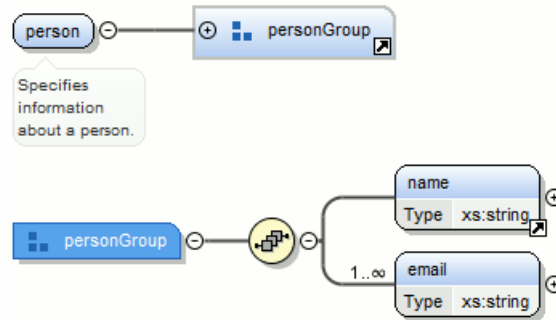 person
personGroup
Specifies
information
about a person.
name
Type xs:string
personGroup
1..∞
email
Type xs:string